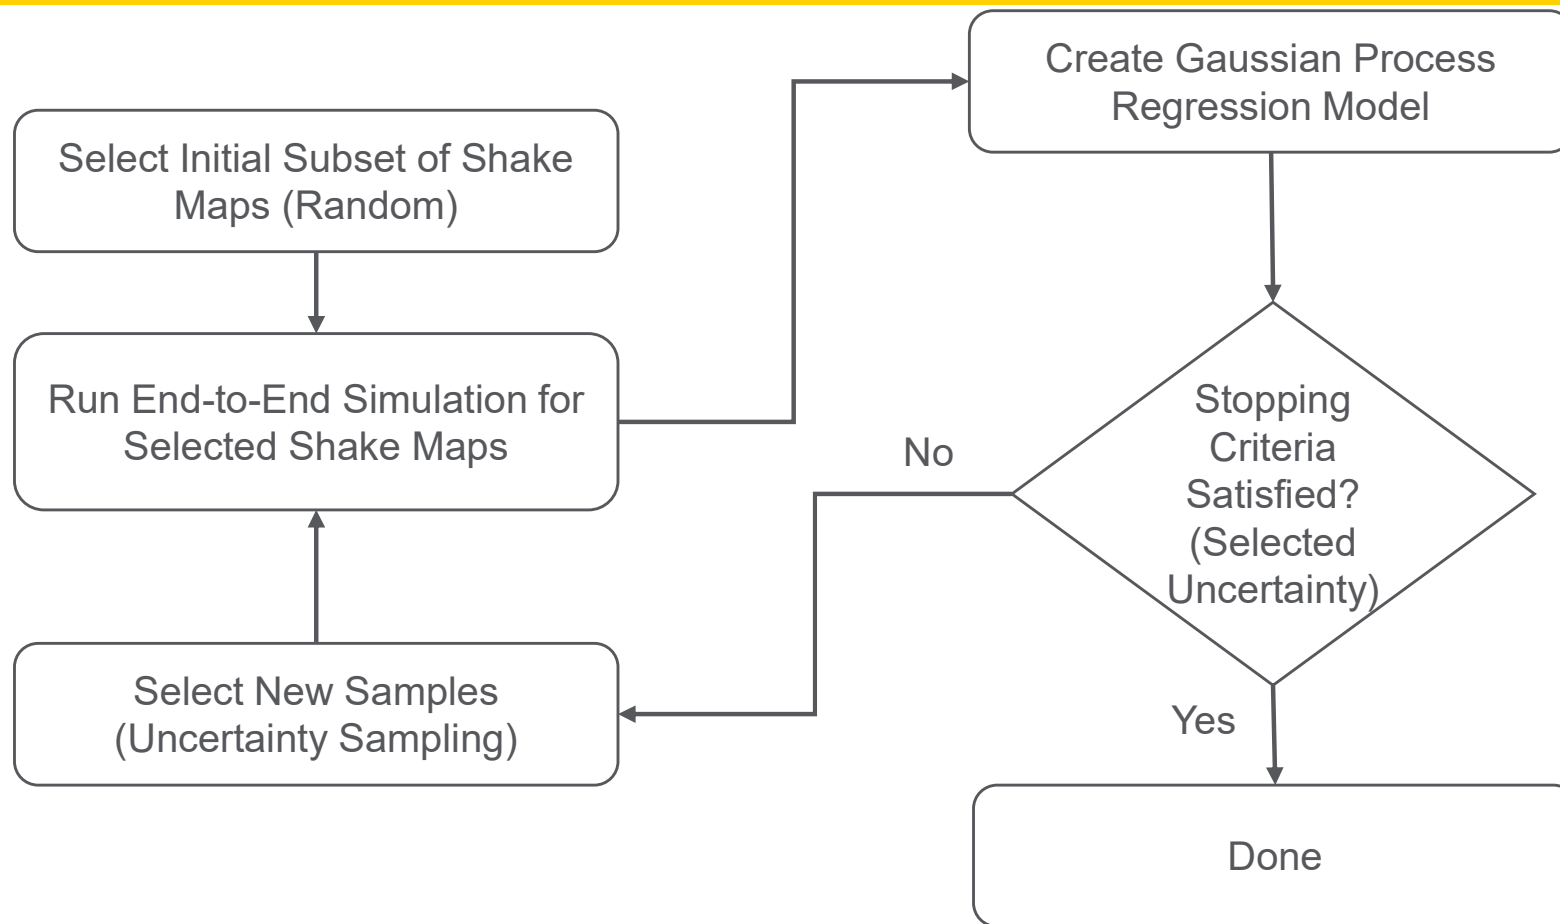 Select Initial Subset of Shake
Maps (Random)
Run End-to-End Simulation for
Selected Shake Maps
Select New Samples
(Uncertainty Sampling)
Create Gaussian Process
Regression Model
Stopping
Criteria
Satisfied?
(Selected
Uncertainty)
No
Yes
Done